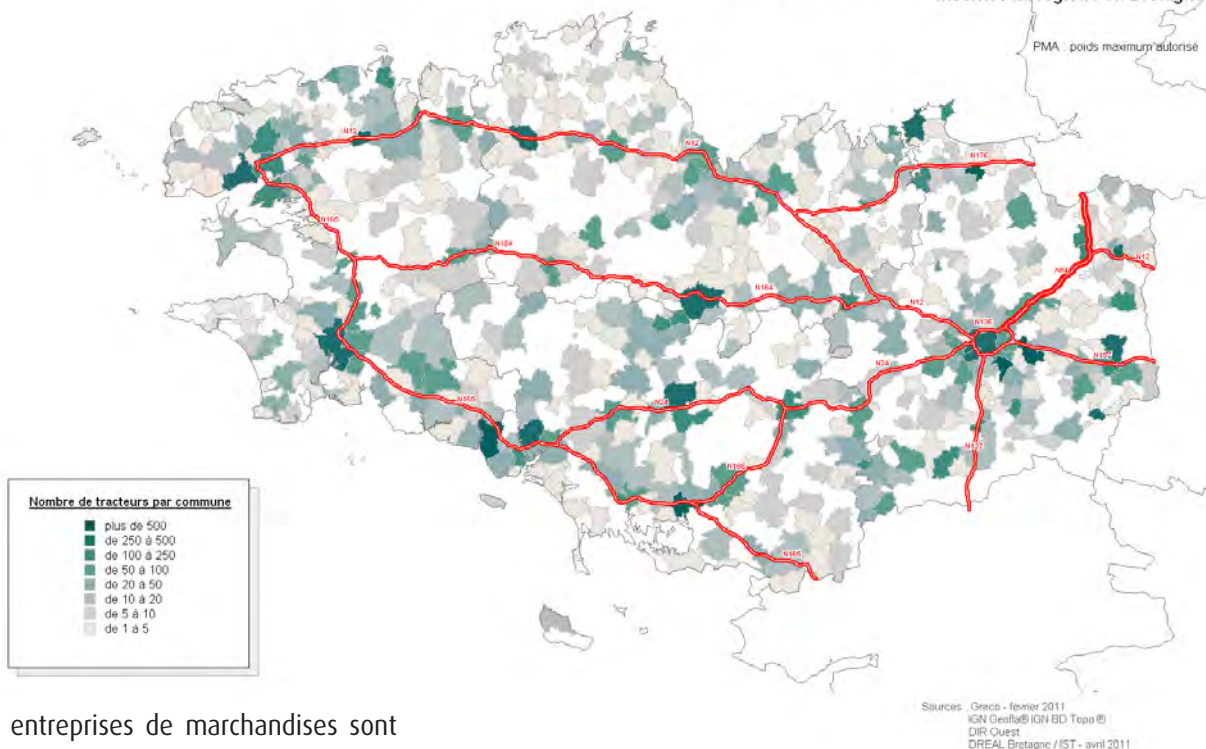 PMA : poids maximum autorisé
N12
N12
N176
N165
N164
N164
N12
N84
N12
N136
N24
N157
N165
N24
N166
N137
N165
Nombre de tracteurs par commune
plus de 500
de 250 à 500
de 100 à 250
de 50 à 100
de 20 à 50
de 10 à 20
de 5 à 10
de 1 à 5
entreprises de marchandises sont
Sources : Greco - février 2011
IGN Geofla® IGN BD Topo ®
DIR Ouest
DREAL Bretagne / IST - avril 2011